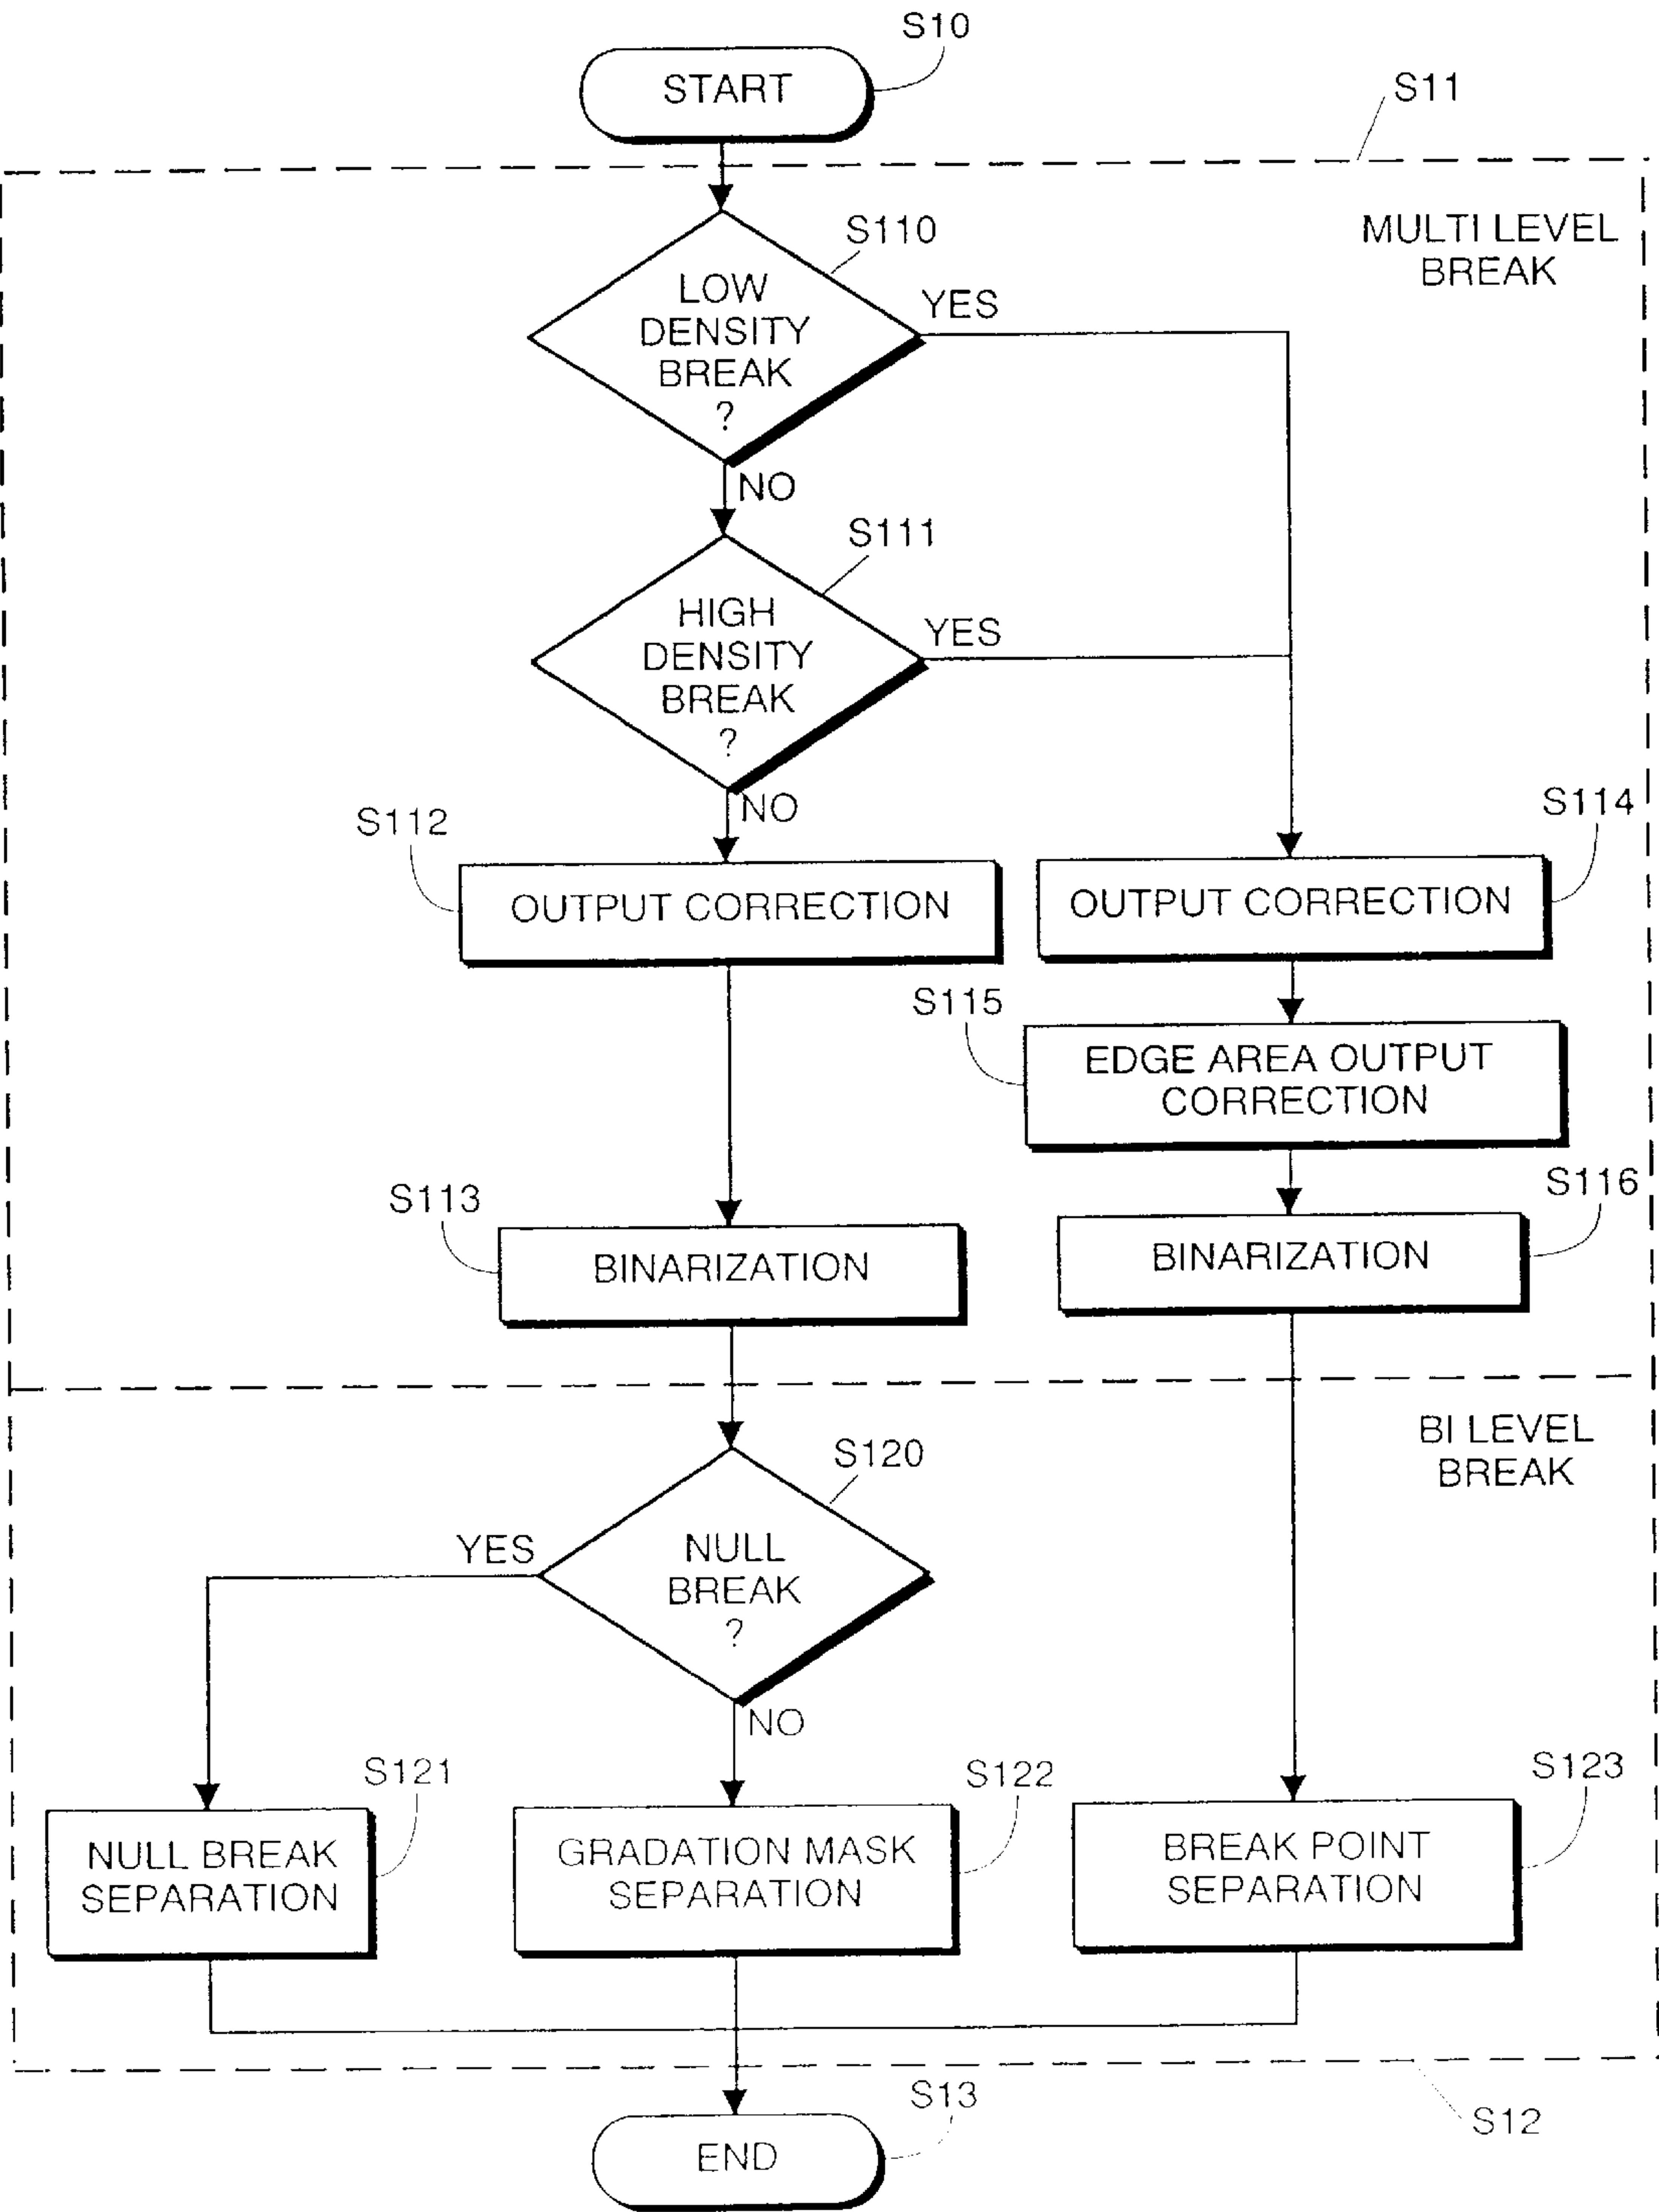 S10
START
S11
MULTI LEVEL
BREAK
S110
LOW
DENSITY
BREAK
?
YES
NO
S111
HIGH
DENSITY
BREAK
?
YES
NO
S112
OUTPUT CORRECTION
S114
OUTPUT CORRECTION
S115
EDGE AREA OUTPUT
CORRECTION
S113
BINARIZATION
S116
BINARIZATION
BI LEVEL
BREAK
S120
NULL
BREAK
?
YES
NO
S121
NULL BREAK
SEPARATION
S122
GRADATION MASK
SEPARATION
S123
BREAK POINT
SEPARATION
S13
END
S12